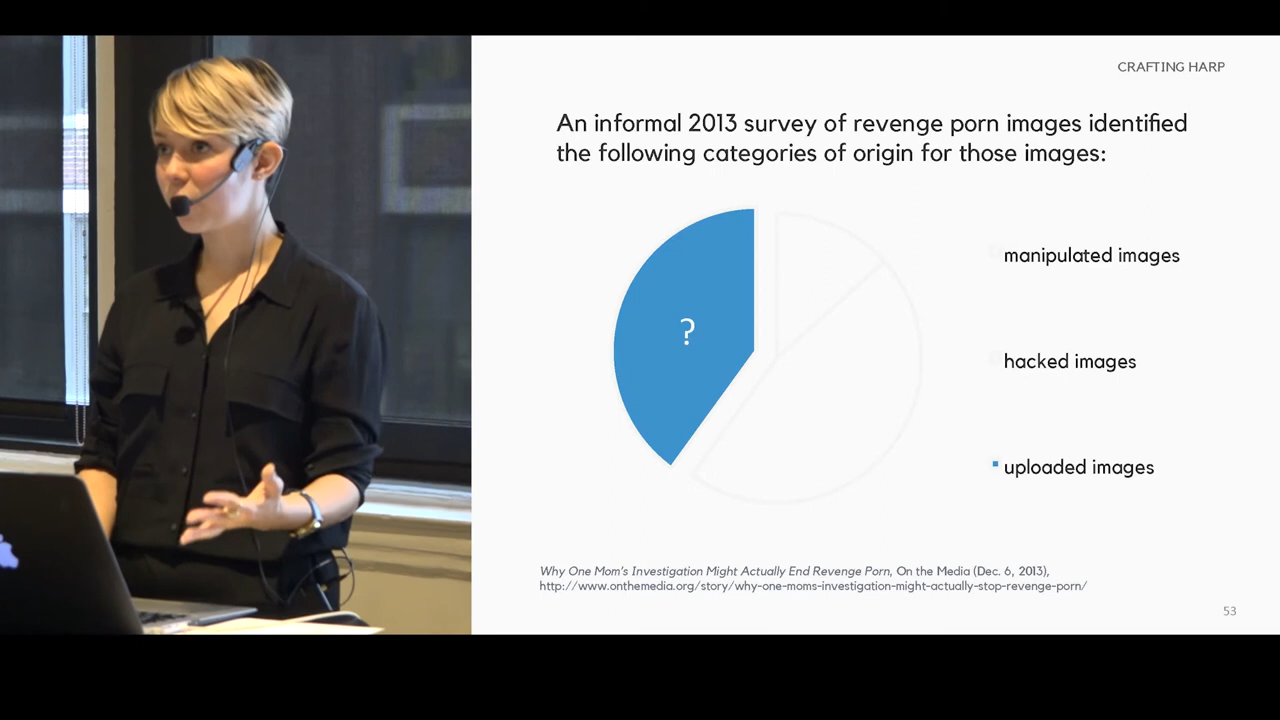 CRAFTING HARP
An informal 2013 survey of revenge porn images identified
the following categories of origin for those images:
?
manipulated images
hacked images
uploaded images
Why One Mom's Investigation Might Actually End Revenge Porn, On the Media (Dec. 6, 2013),
http://www.onthemedia.org/story/why-one-moms-investigation-might-actually-stop-revenge-porn/
53